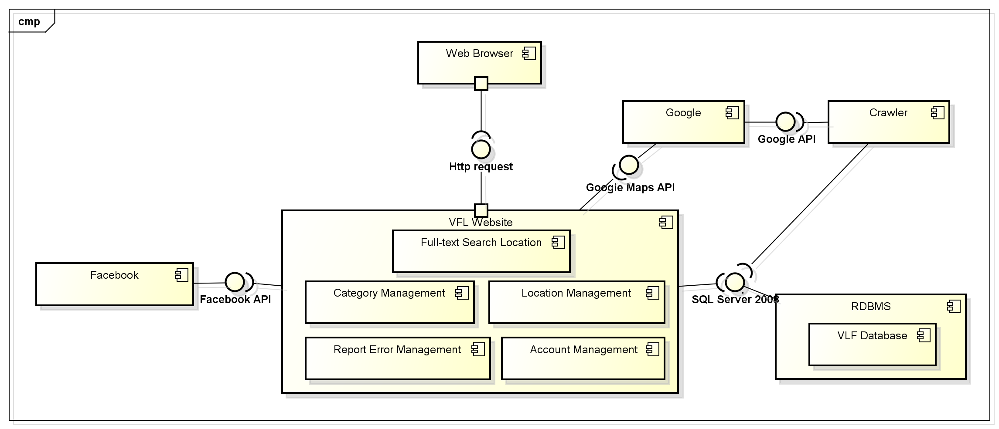 cmp
Web Browser
Google
Crawler
Google API
Http request
Google Maps API
VFL Website
Full-text Search Location
Facebook
Facebook API
Category Management
Location Management
SQL Server 2008
RDBMS
VLF Database
Report Error Management
Account Management